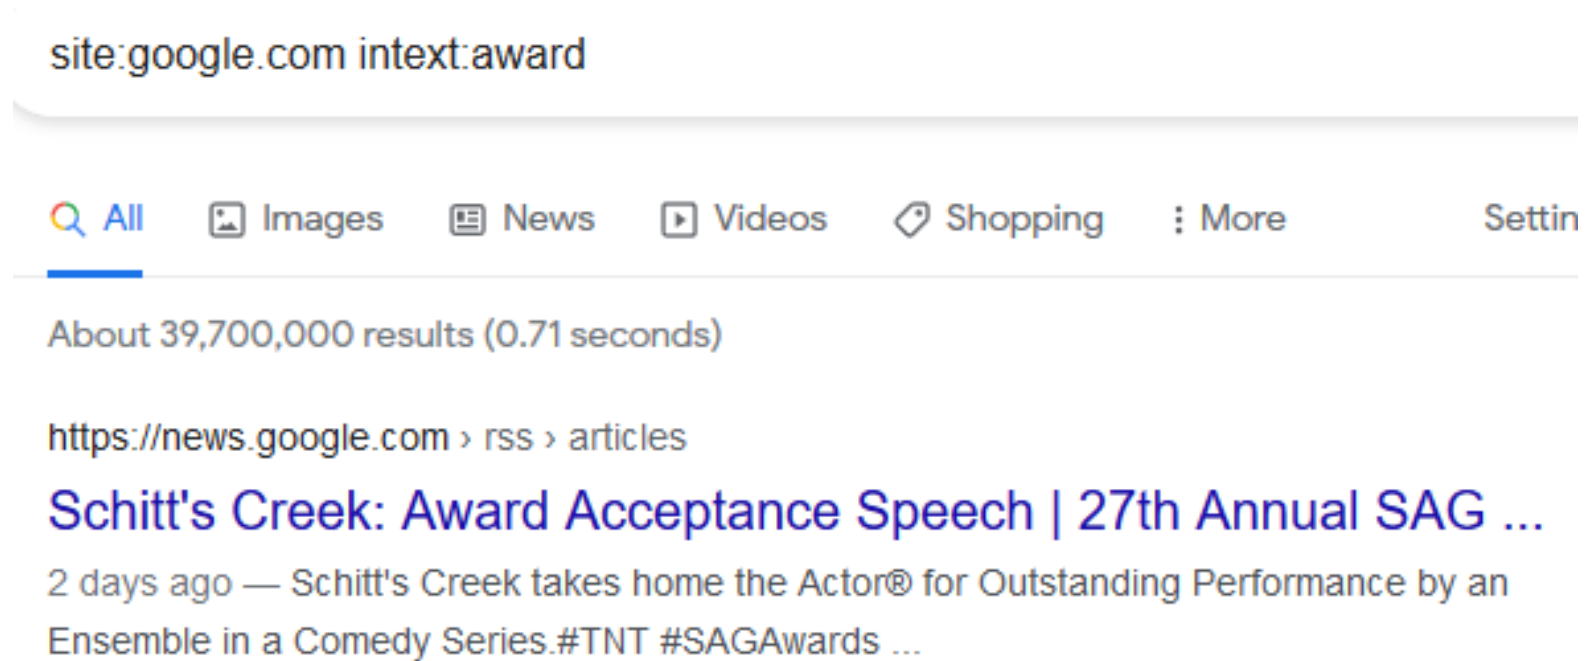 site:google.com intext:award
All Images News Videos Shopping More Settin
About 39,700,000 results (0.71 seconds)
https://news.google.com › rss › articles
Schitt's Creek: Award Acceptance Speech | 27th Annual SAG ...
2 days ago — Schitt's Creek takes home the Actor® for Outstanding Performance by an
Ensemble in a Comedy Series.#TNT #SAGAwards ...